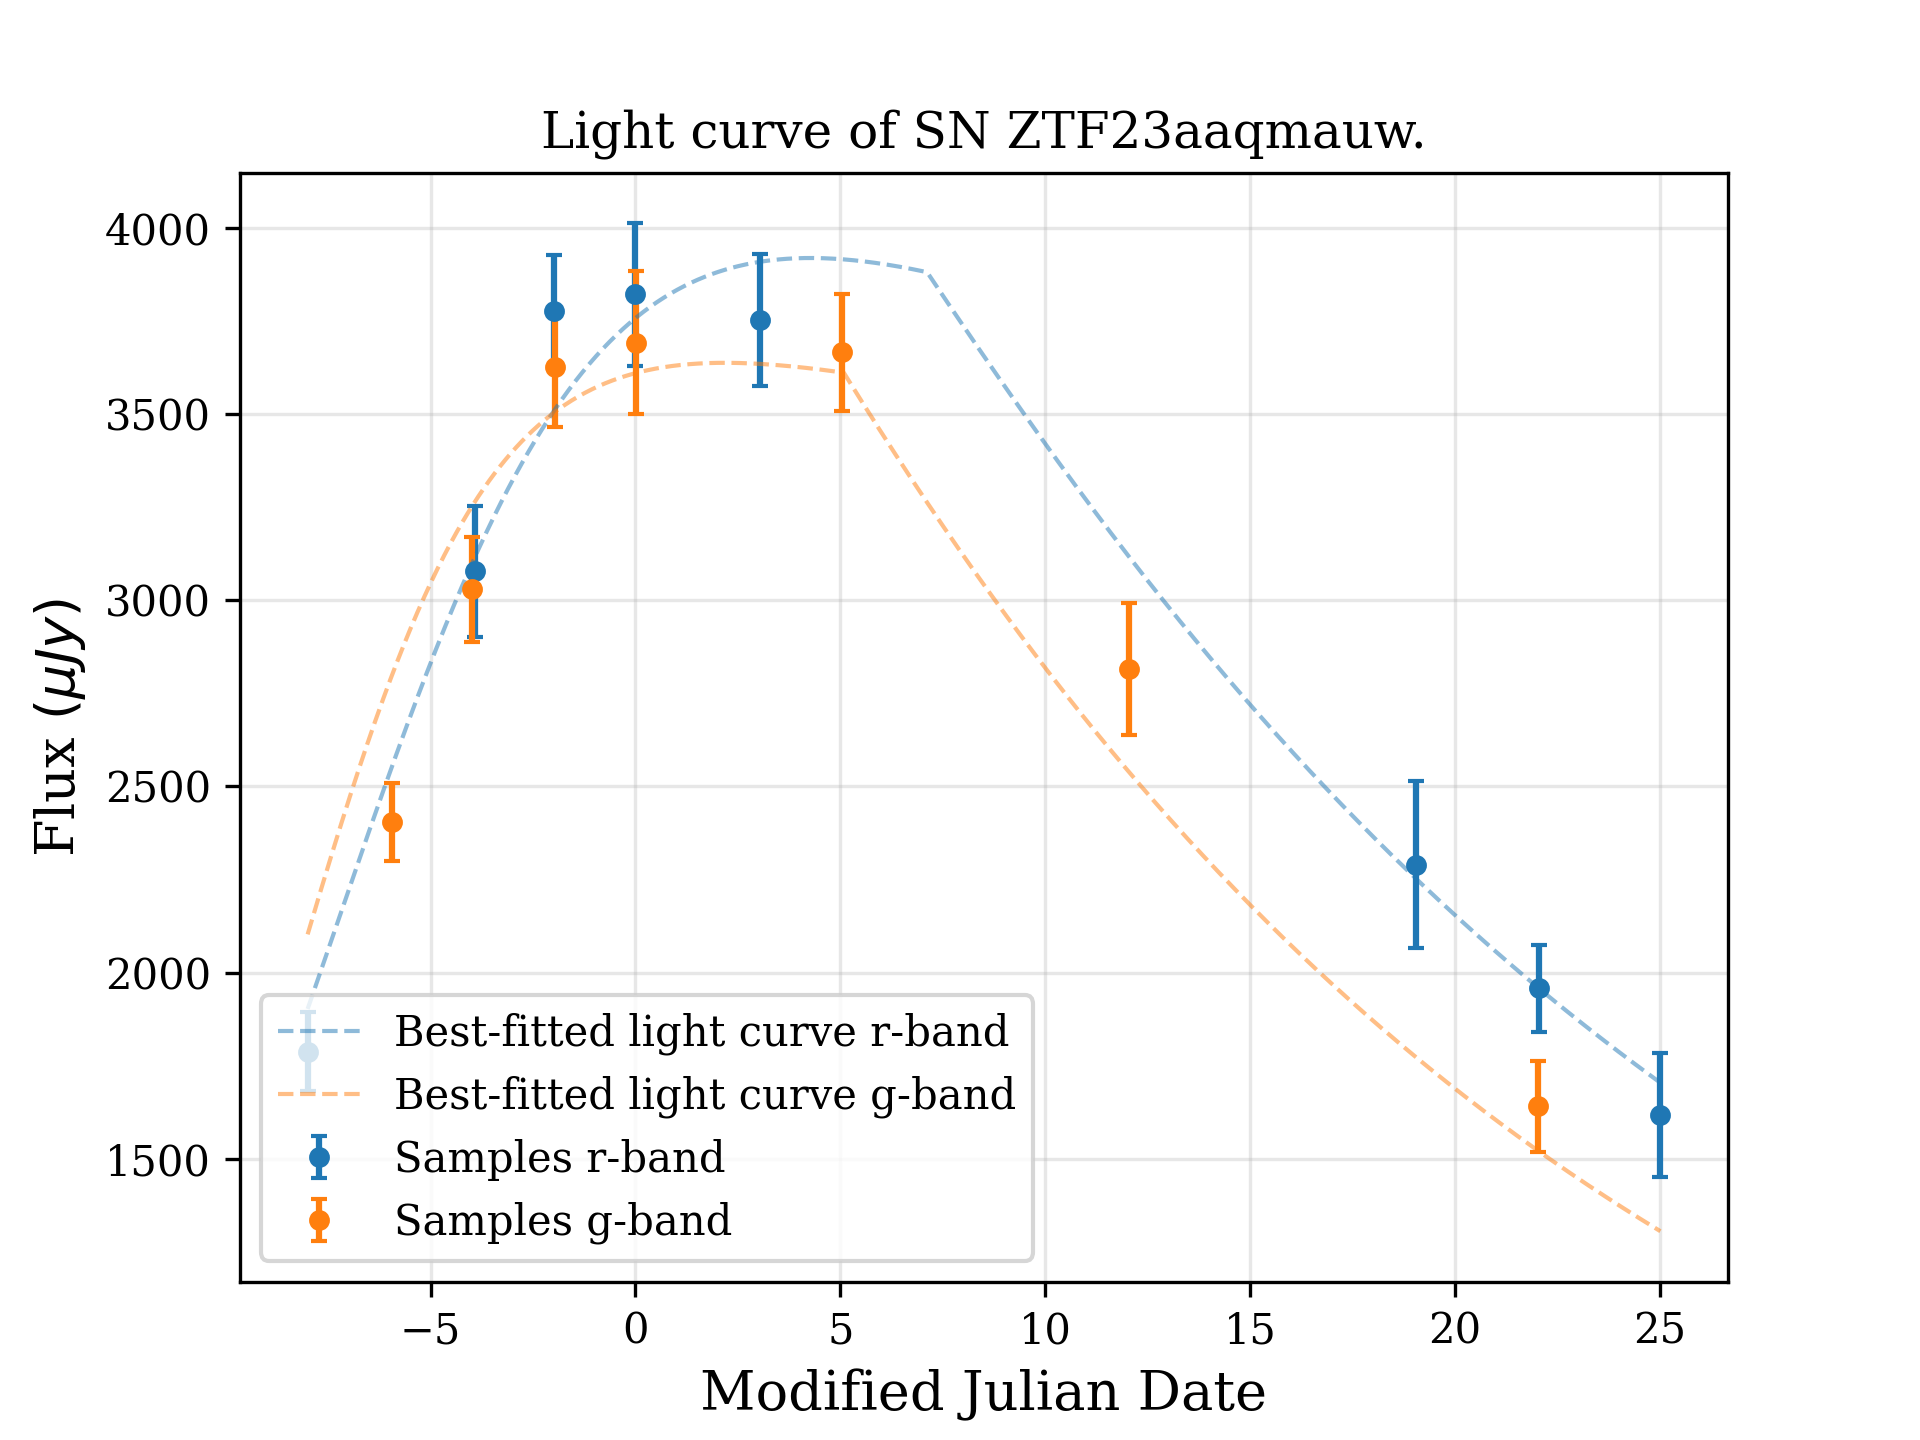 Light curve of SN ZTF23aaqmauw.
4000
3500
3000
2500
2000
1500
Flux (μJy)
Best-fitted light curve r-band
Best-fitted light curve g-band
Samples r-band
Samples g-band
−5 0 5 10 15 20 25
Modified Julian Date